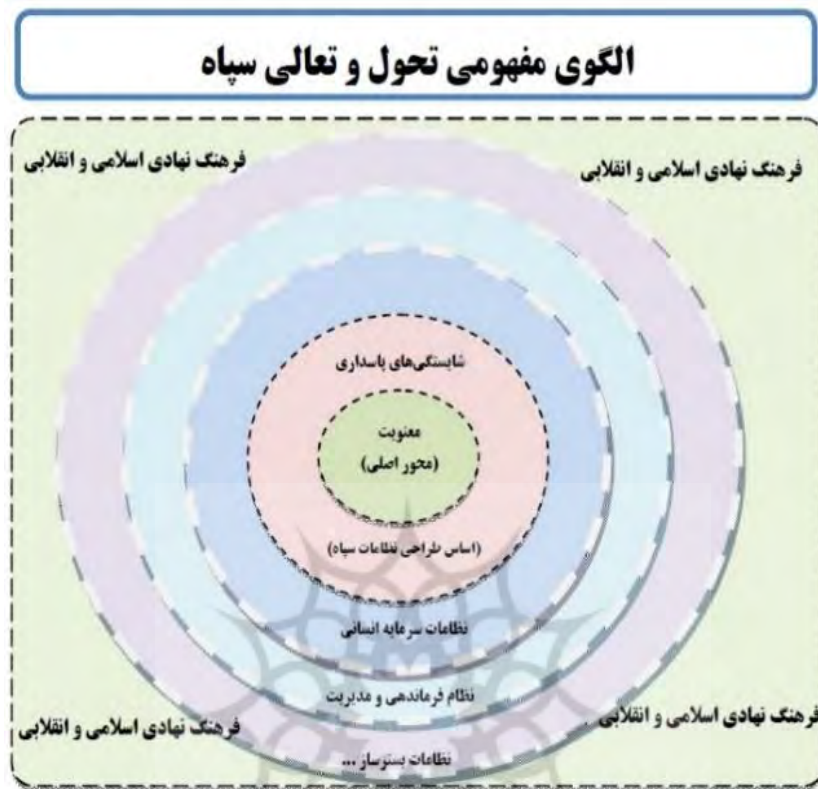 الگوی مفهومی تحول و تعالی سپاه
فرهنگ نهادی اسلامی و انقلابی
فرهنگ نهادی اسلامی و انقلابی
شایستگی‌های پاسداری
معنویت
(محور اصلی)
(اساس طراحی نظامات سپاه)
نظامات سرمایه انسانی
نظام فرماندهی و مدیریت
فرهنگ نهادی اسلامی و انقلابی
فرهنگ نهادی اسلامی و انقلابی
نظامات بسترساز ...